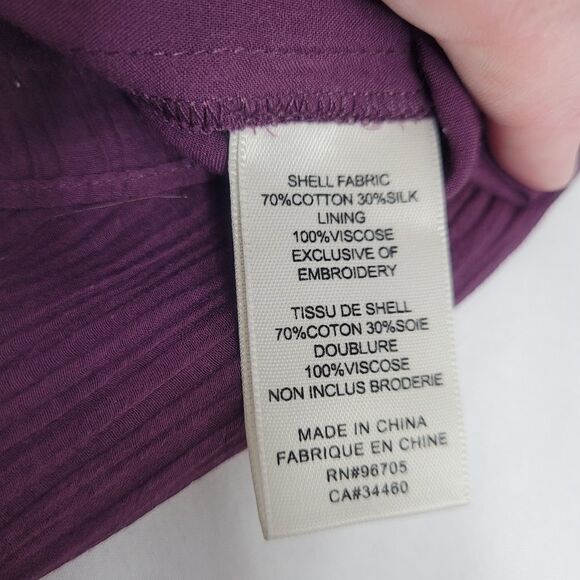 SHELL FABRIC
70%COTTON 30%SILK
LINING
100%VISCOSE
EXCLUSIVE OF
EMBROIDERY
TISSU DE SHELL
70%COTON 30%SOIE
DOUBLURE
100%VISCOSE
NON INCLUS BRODERIE
MADE IN CHINA
FABRIQUE EN CHINE
RN#96705
CA#34460